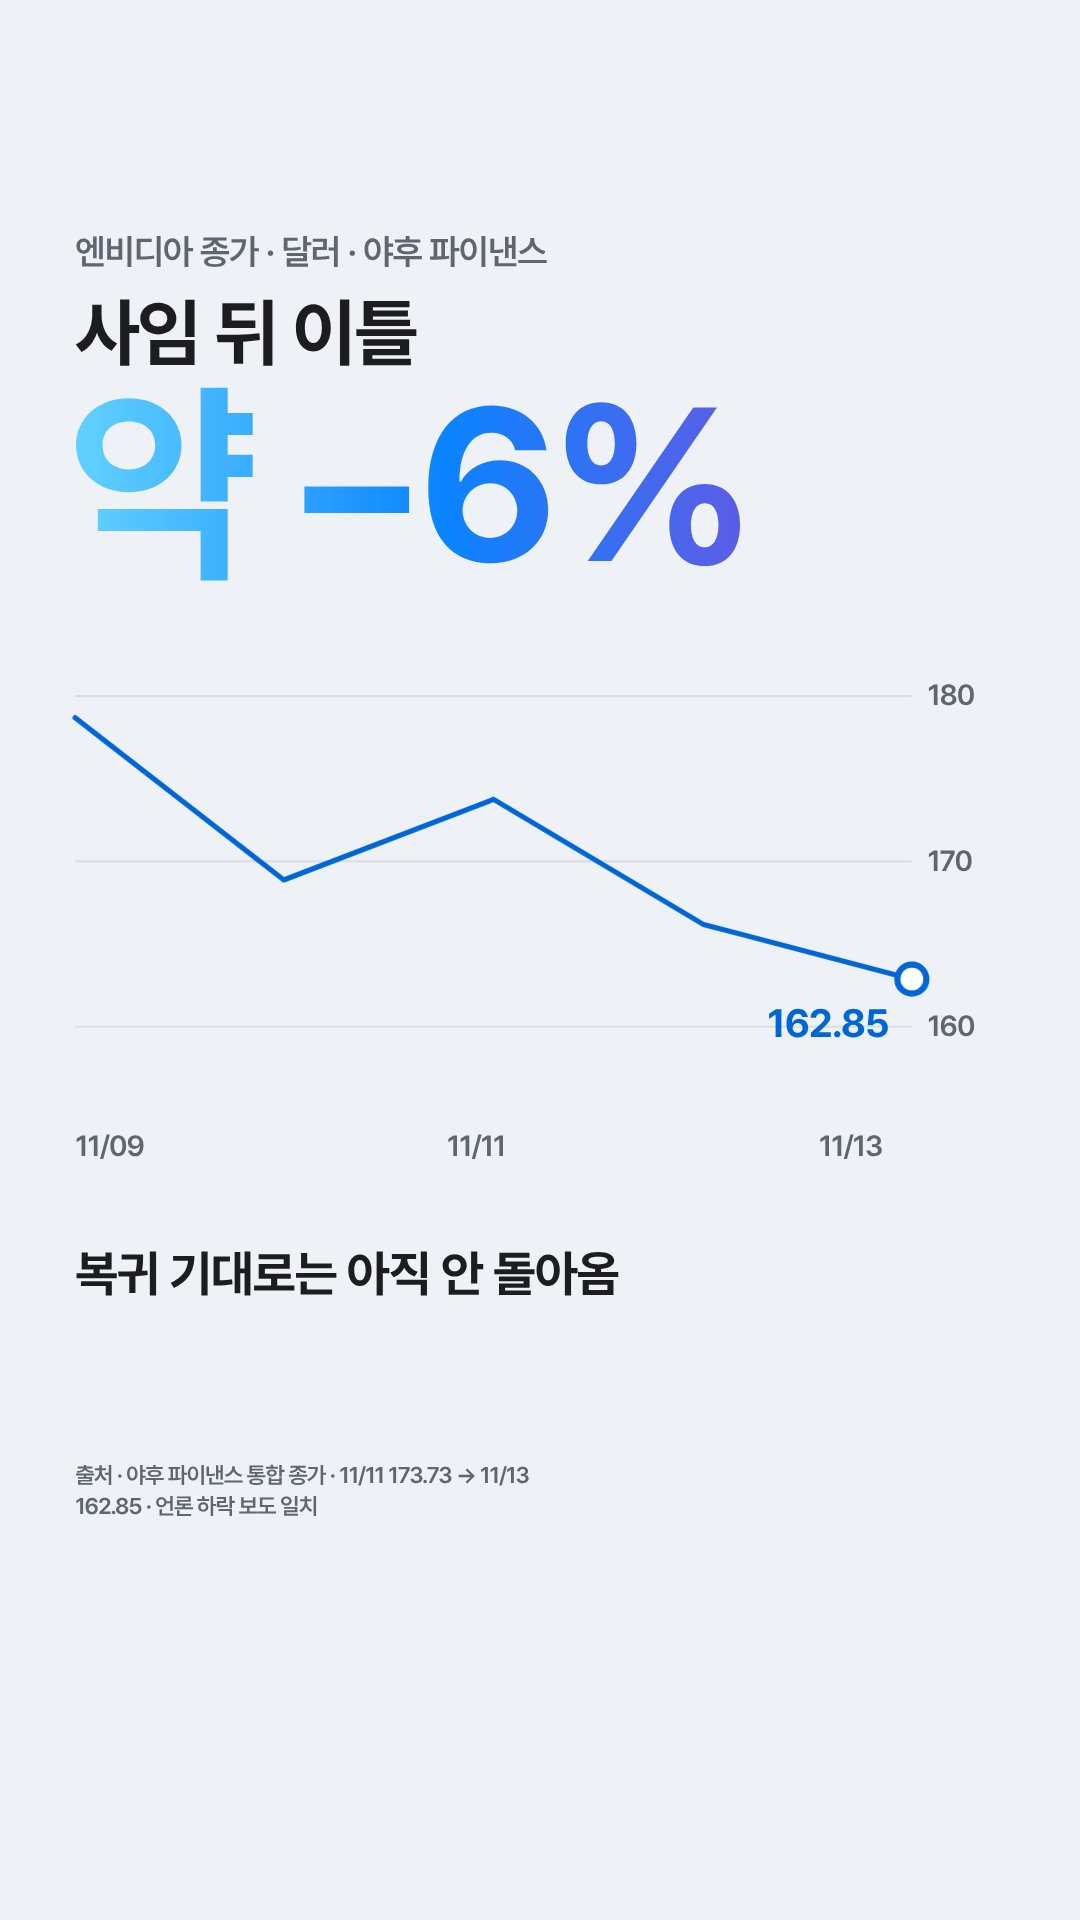 엔비디아 종가 · 달러 · 야후 파이낸스
사임 뒤 이틀
약 −6%
180
170
162.85
160
11/09 11/11 11/13
복귀 기대로는 아직 안 돌아옴
출처 · 야후 파이낸스 통합 종가 · 11/11 173.73 → 11/13
162.85 · 언론 하락 보도 일치